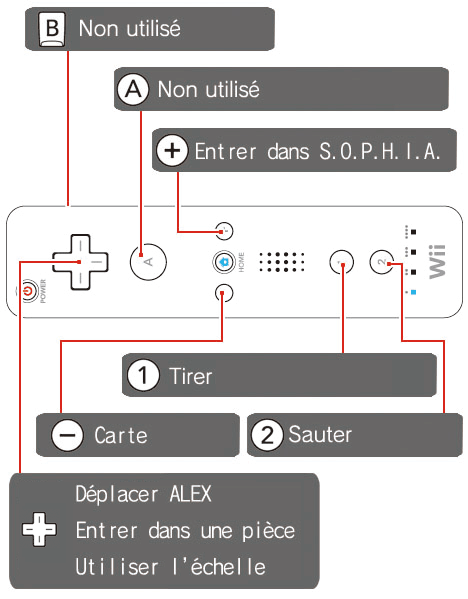 B Non utilisé
A Non utilisé
+ Entrer dans S.O.P.H.I.A.
A
HOME
POWER
1
2
Wii
1 Tirer
− Carte
2 Sauter
Déplacer ALEX
Entrer dans une pièce
Utiliser l'échelle